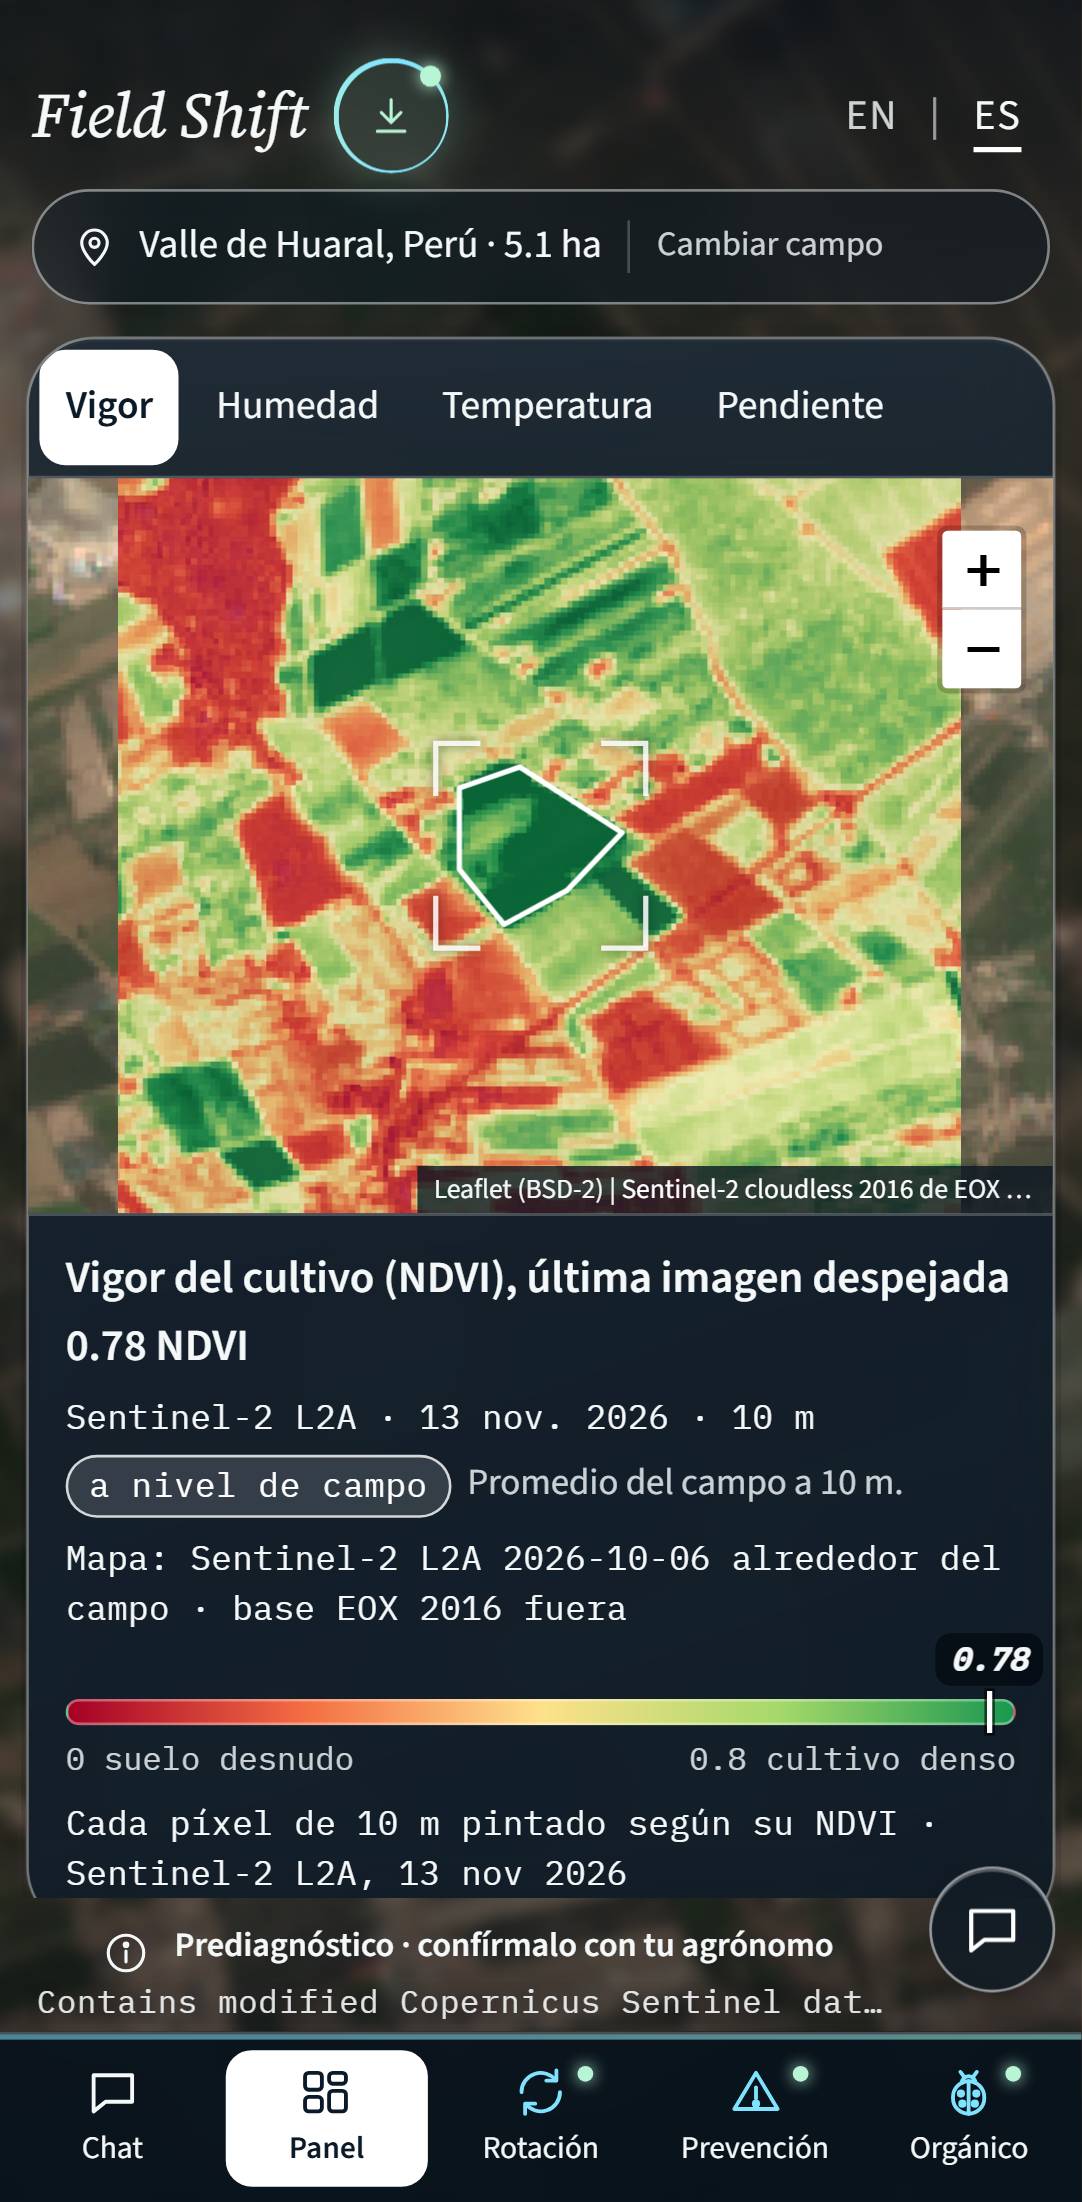 Field Shift
EN | ES
Valle de Huaral, Perú · 5.1 ha | Cambiar campo
Vigor Humedad Temperatura Pendiente
+
−
Leaflet (BSD-2) | Sentinel-2 cloudless 2016 de EOX …
Vigor del cultivo (NDVI), última imagen despejada
0.78 NDVI
Sentinel-2 L2A · 13 nov. 2026 · 10 m
a nivel de campo Promedio del campo a 10 m.
Mapa: Sentinel-2 L2A 2026-10-06 alrededor del
campo · base EOX 2016 fuera
0.78
0 suelo desnudo 0.8 cultivo denso
Cada píxel de 10 m pintado según su NDVI ·
Sentinel-2 L2A, 13 nov 2026
Prediagnóstico · confírmalo con tu agrónomo
Contains modified Copernicus Sentinel dat…
Chat Panel Rotación Prevención Orgánico